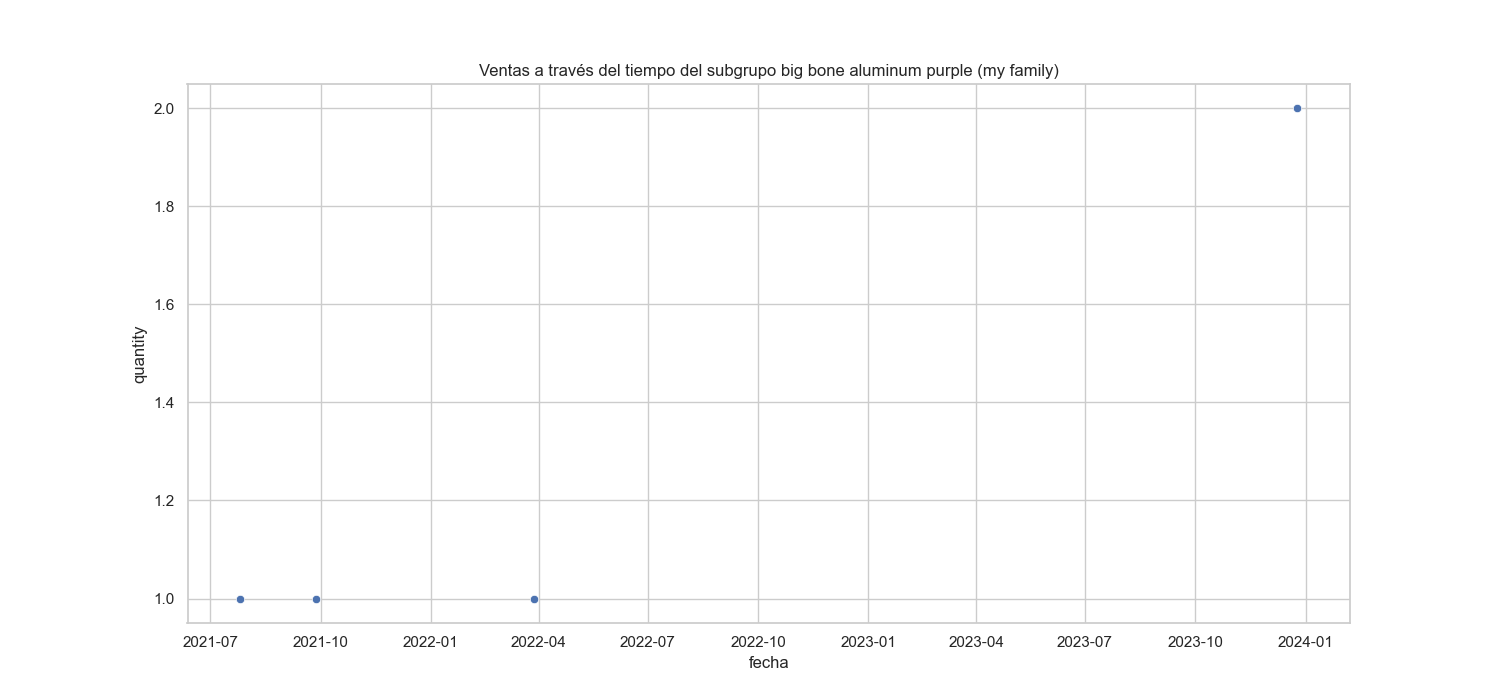 Ventas a través del tiempo del subgrupo big bone aluminum purple (my family)
2.0
1.8
1.6
1.4
1.2
1.0
quantity
2021-07 2021-10 2022-01 2022-04 2022-07 2022-10 2023-01 2023-04 2023-07 2023-10 2024-01
fecha